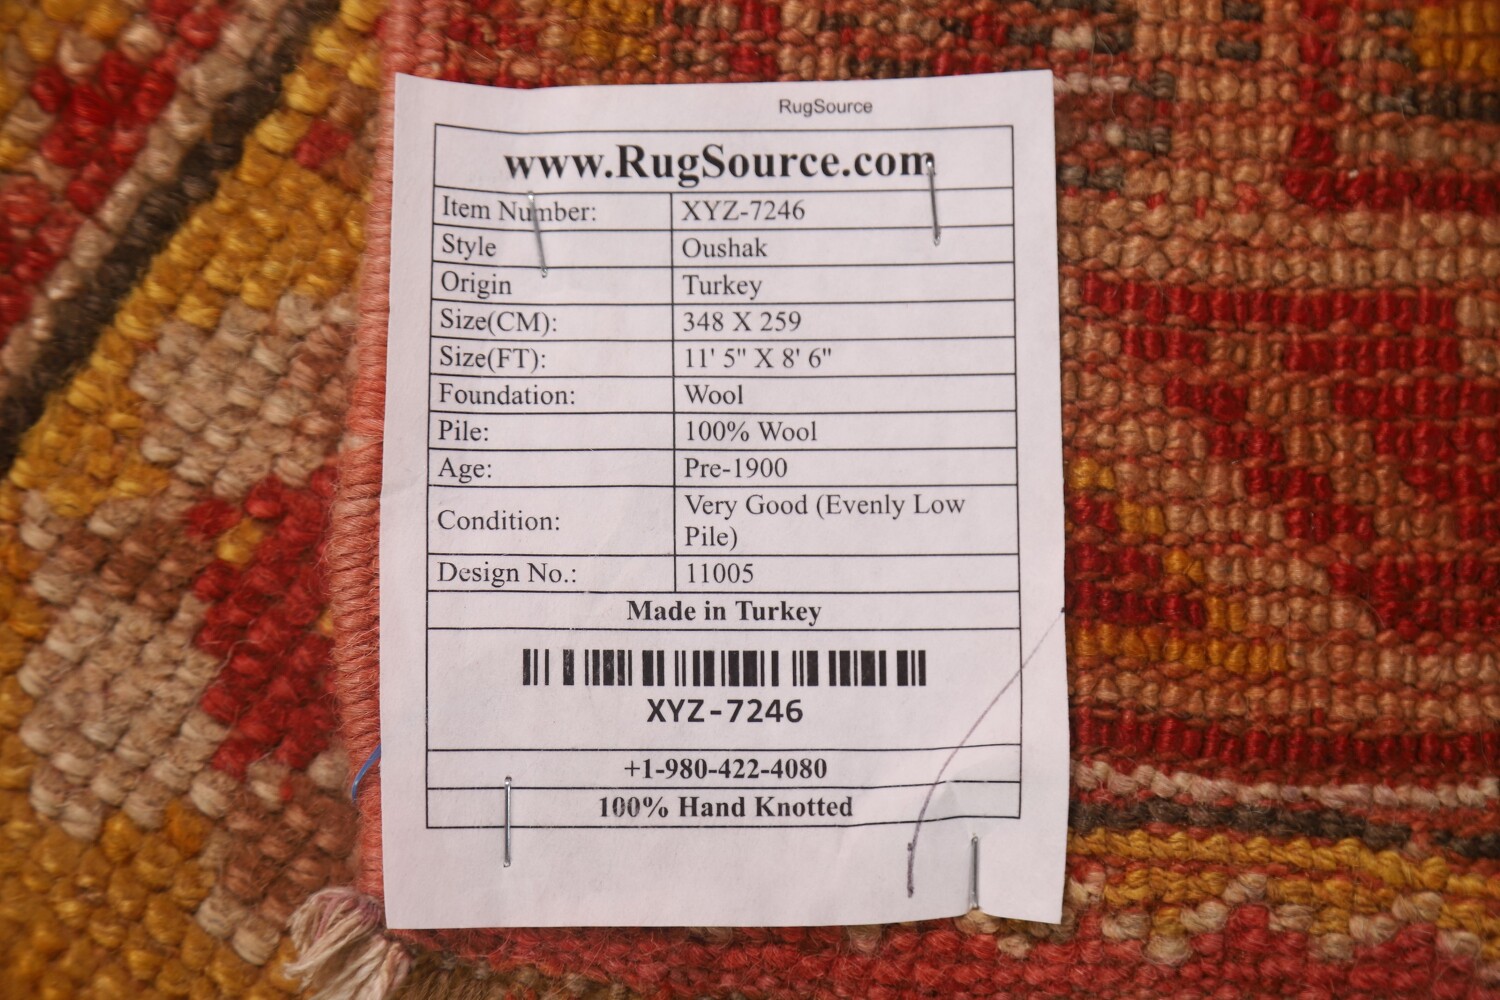 RugSource
www.RugSource.com
Item Number: XYZ-7246
Style Oushak
Origin Turkey
Size(CM): 348 X 259
Size(FT): 11' 5" X 8' 6"
Foundation: Wool
Pile: 100% Wool
Age: Pre-1900
Condition: Very Good (Evenly Low
Pile)
Design No.: 11005
Made in Turkey
XYZ-7246
+1-980-422-4080
100% Hand Knotted